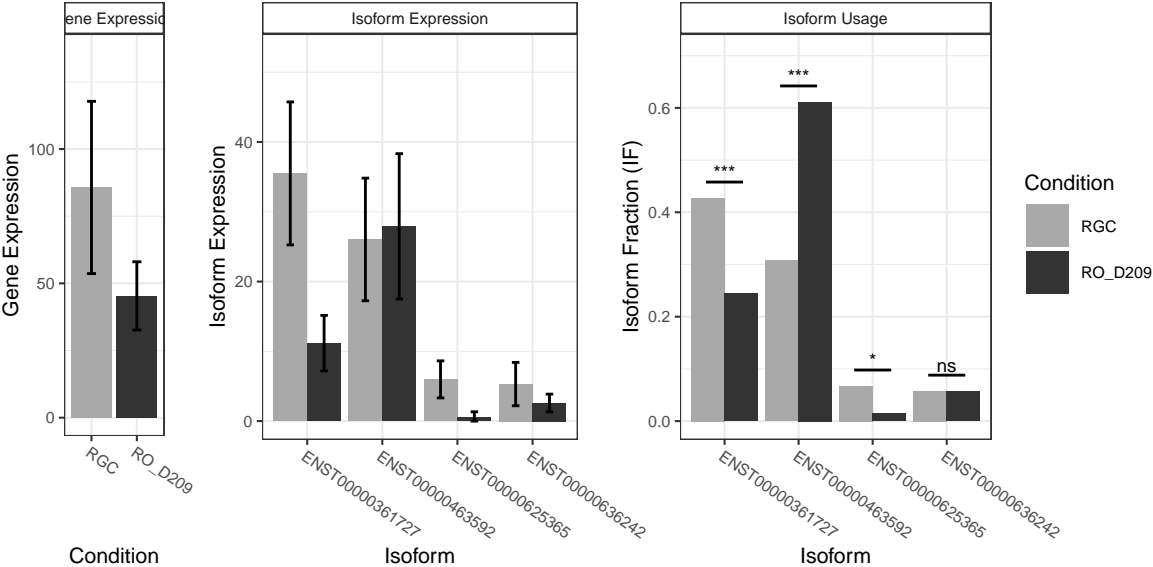 ene Expressio
Gene Expression
100
50
0
RGC
RO_D209
Condition
Isoform Expression
Isoform Expression
40
20
0
ENST00000361727
ENST00000463592
ENST00000625365
ENST00000636242
Isoform
Isoform Usage
Isoform Fraction (IF)
0.6
0.4
0.2
0.0
***
***
*
ns
ENST00000361727
ENST00000463592
ENST00000625365
ENST00000636242
Isoform
Condition
RGC
RO_D209